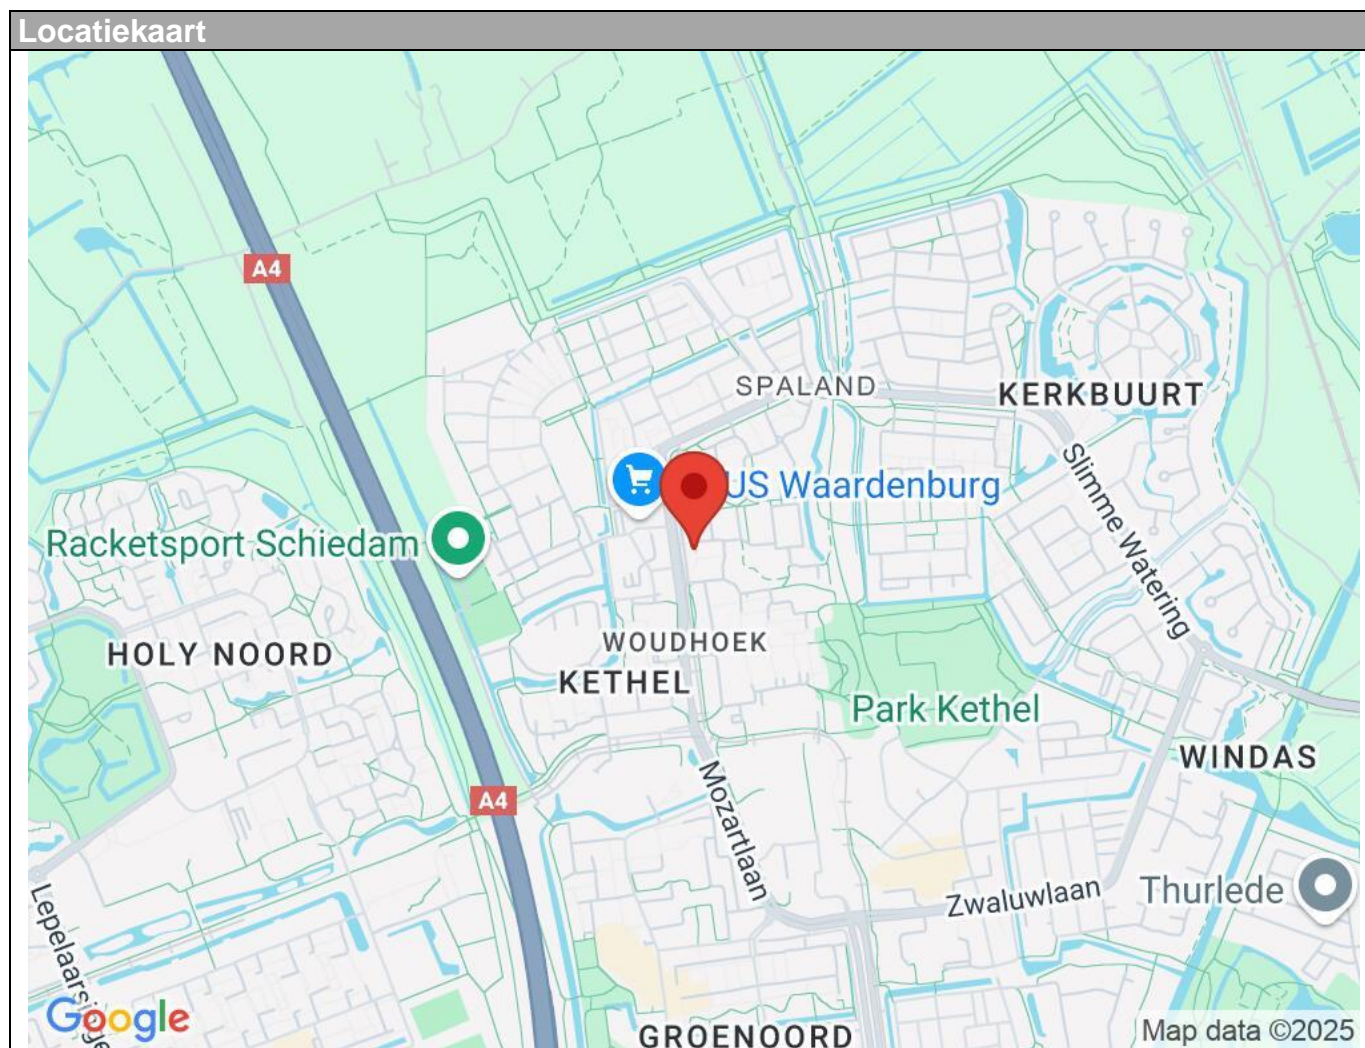 Locatiekaart
A4
SPALAND
KERKBUURT
US Waardenburg
Slimme Watering
Racketsport Schiedam
HOLY NOORD
WOUDHOEK
KETHEL
Park Kethel
WINDAS
A4
Mozartlaan
Zwaluwlaan
Thurlede
Google
GROENOORD
Map data ©2025